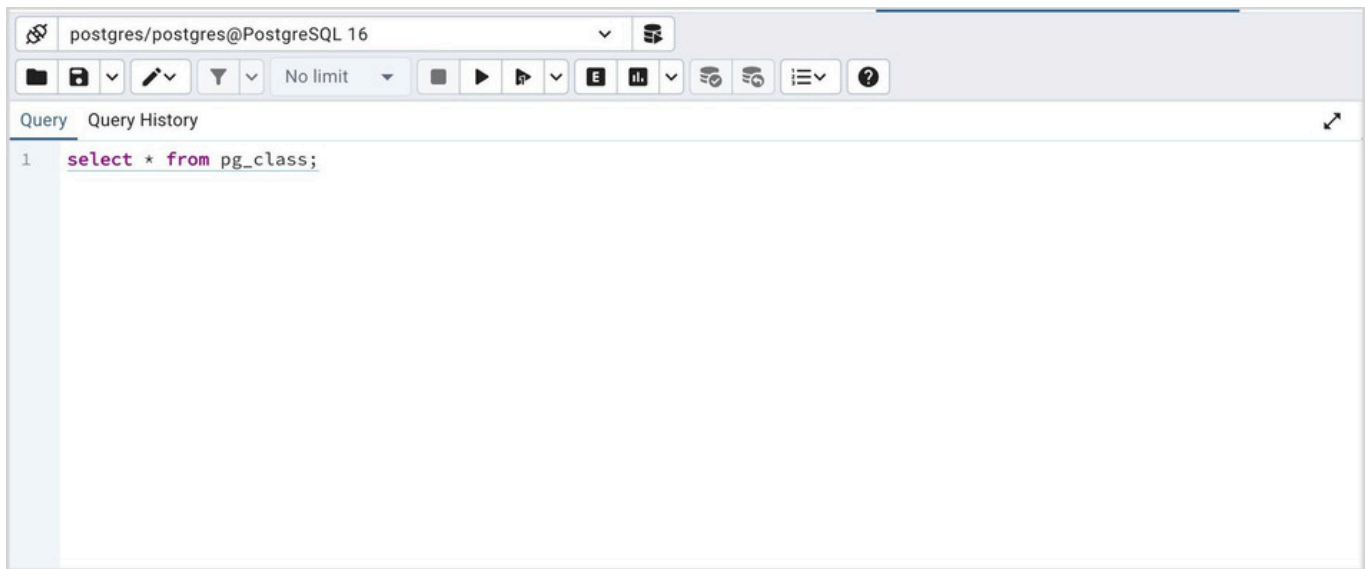 postgres/postgres@PostgreSQL 16
No limit
E
Query Query History
1 select * from pg_class;